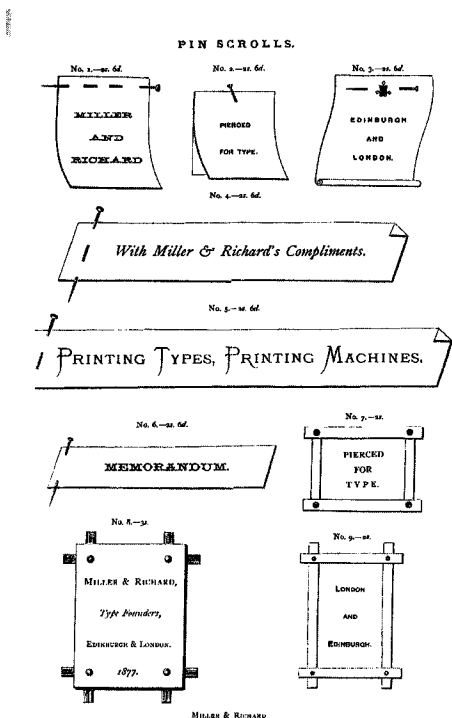 PIN SCROLLS.
No. 1.—2s. 6d.
MILLER
AND
RICHARD
No. 2.—2s. 6d.
PIERCED
FOR TYPE.
No. 3.—2s. 6d.
EDINBURGH
AND
LONDON.
No. 4.—2s. 6d.
With Miller & Richard's Compliments.
No. 5.—2s. 6d.
PRINTING TYPES, PRINTING MACHINES.
No. 6.—2s. 6d.
MEMORANDUM.
No. 7.—2s.
PIERCED
FOR
TYPE.
No. 8.—3s.
MILLER & RICHARD,
Type Founders,
EDINBURGH & LONDON.
1877.
No. 9.—2s.
LONDON
AND
EDINBURGH.
MILLER & RICHARD